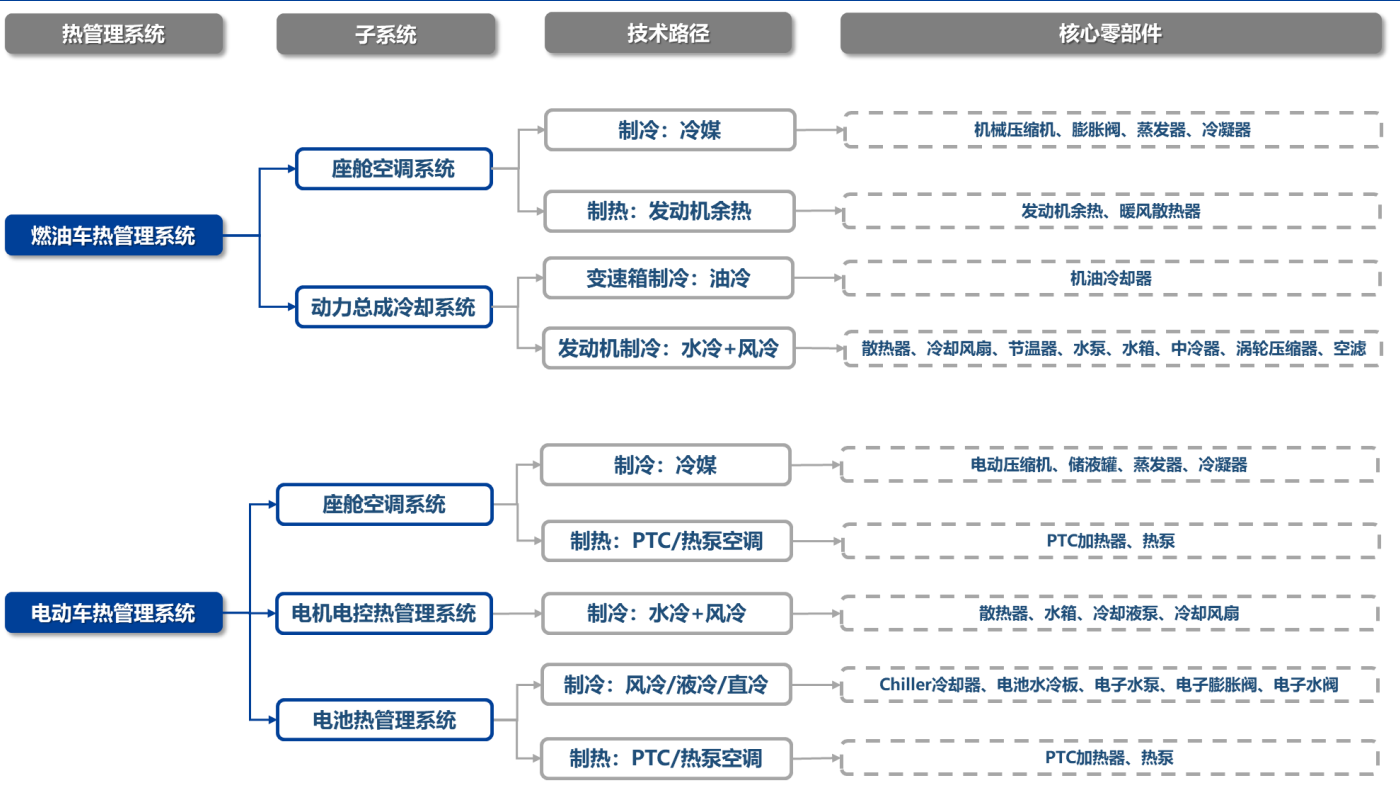 热管理系统
子系统
技术路径
核心零部件
制冷：冷媒
机械压缩机、膨胀阀、蒸发器、冷凝器
座舱空调系统
制热：发动机余热
发动机余热、暖风散热器
燃油车热管理系统
变速箱制冷：油冷
机油冷却器
动力总成冷却系统
发动机制冷：水冷+风冷
散热器、冷却风扇、节温器、水泵、水箱、中冷器、涡轮压缩器、空滤
制冷：冷媒
电动压缩机、储液罐、蒸发器、冷凝器
座舱空调系统
制热：PTC/热泵空调
PTC加热器、热泵
电动车热管理系统
电机电控热管理系统
制冷：水冷+风冷
散热器、水箱、冷却液泵、冷却风扇
制冷：风冷/液冷/直冷
Chiller冷却器、电池水冷板、电子水泵、电子膨胀阀、电子水阀
电池热管理系统
制热：PTC/热泵空调
PTC加热器、热泵